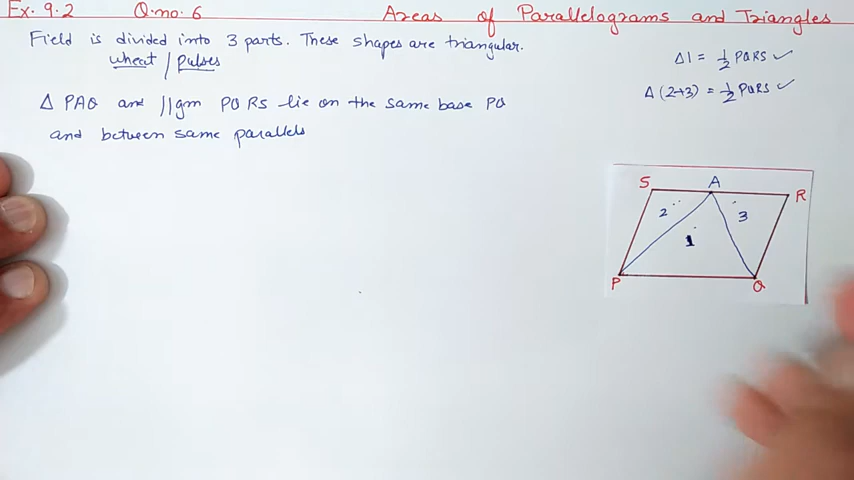 Ex. 9.2 Q.no. 6 Areas of Parallelograms and Triangles
Field is divided into 3 parts. These shapes are triangular.
wheat / pulses
Δ1 = 1/2 PQRS ✓
Δ(2+3) = 1/2 PQRS ✓
Δ PAQ and ||gm PQRS lie on the same base PQ
and between same parallels
S A R
2 3
1
P Q